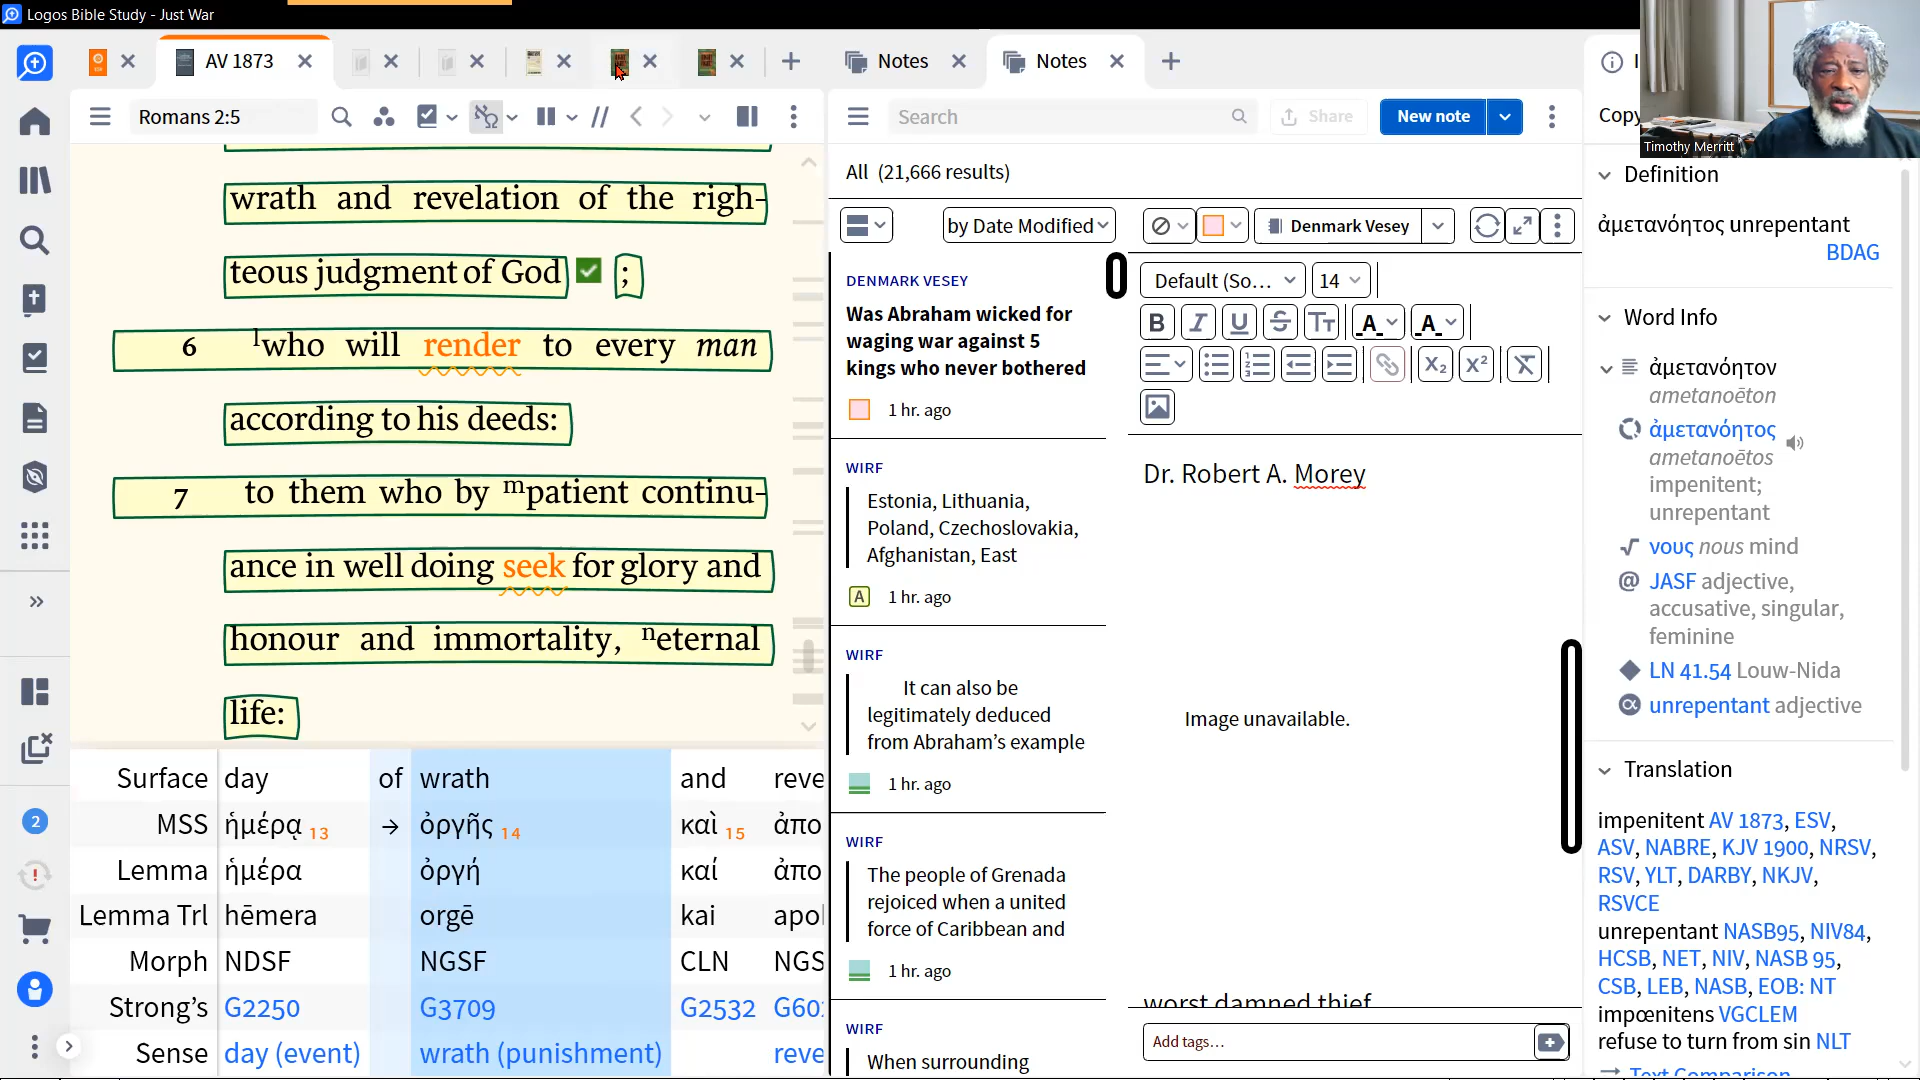 Logos Bible Study - Just War
AV 1873
Notes
Notes
Romans 2:5
Search
Share
New note
Copy
Timothy Merritt
wrath and revelation of the righ-
teous judgment of God ;
6 lwho will render to every man
according to his deeds:
7 to them who by mpatient continu-
ance in well doing seek for glory and
honour and immortality, neternal
life:
Surface day of wrath and reve
MSS ἡμέρᾳ 13 → ὀργῆς 14 καὶ 15 ἀπο
Lemma ἡμέρα ὀργή καί ἀπο
Lemma Trl hēmera orgē kai apol
Morph NDSF NGSF CLN NGS
Strong's G2250 G3709 G2532 G60
Sense day (event) wrath (punishment) reve
2
All (21,666 results)
by Date Modified
Denmark Vesey
DENMARK VESEY
Was Abraham wicked for
waging war against 5
kings who never bothered
1 hr. ago
WIRF
Estonia, Lithuania,
Poland, Czechoslovakia,
Afghanistan, East
A 1 hr. ago
WIRF
It can also be
legitimately deduced
from Abraham's example
1 hr. ago
WIRF
The people of Grenada
rejoiced when a united
force of Caribbean and
1 hr. ago
WIRF
When surrounding
Default (So... 14
B I U S Tт A A
X₂ X²
Dr. Robert A. Morey
Image unavailable.
worst damned thief
Add tags...
Definition
ἀμετανόητος unrepentant
BDAG
Word Info
ἀμετανόητον
ametanoēton
ἀμετανόητος
ametanoētos
impenitent;
unrepentant
νους nous mind
@ JASF adjective,
accusative, singular,
feminine
LN 41.54 Louw-Nida
unrepentant adjective
Translation
impenitent AV 1873, ESV,
ASV, NABRE, KJV 1900, NRSV,
RSV, YLT, DARBY, NKJV,
RSVCE
unrepentant NASB95, NIV84,
HCSB, NET, NIV, NASB 95,
CSB, LEB, NASB, EOB: NT
impœnitens VGCLEM
refuse to turn from sin NLT
Text Comparison